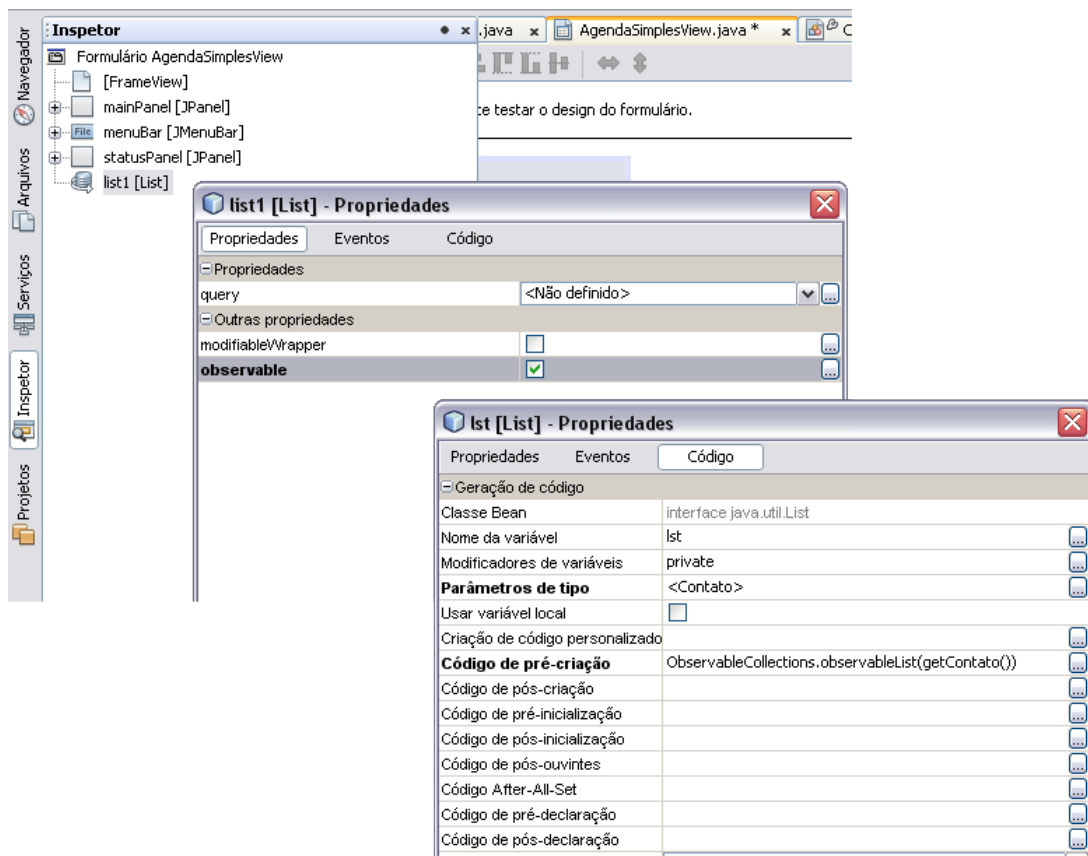 Navegador
Arquivos
Serviços
Inspetor
Projetos
Inspetor
.java
AgendaSimplesView.java *
C
Formulário AgendaSimplesView
[FrameView]
mainPanel [JPanel]
te testar o design do formulário.
File menuBar [JMenuBar]
statusPanel [JPanel]
list1 [List]
list1 [List] - Propriedades
Propriedades Eventos Código
Propriedades
query <Não definido>
Outras propriedades
modifiableWrapper
observable
lst [List] - Propriedades
Propriedades Eventos Código
Geração de código
Classe Bean interface java.util.List
Nome da variável lst
Modificadores de variáveis private
Parâmetros de tipo <Contato>
Usar variável local
Criação de código personalizado
Código de pré-criação ObservableCollections.observableList(getContato())
Código de pós-criação
Código de pré-inicialização
Código de pós-inicialização
Código de pós-ouvintes
Código After-All-Set
Código de pré-declaração
Código de pós-declaração